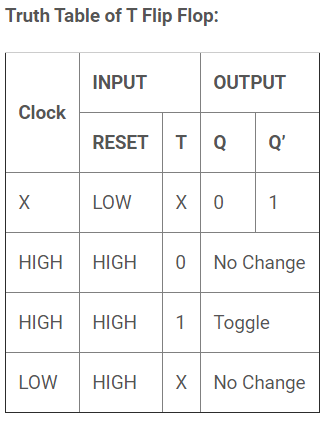 Truth Table of T Flip Flop:
Clock INPUT OUTPUT
RESET T Q Q’
X LOW X 0 1
HIGH HIGH 0 No Change
HIGH HIGH 1 Toggle
LOW HIGH X No Change